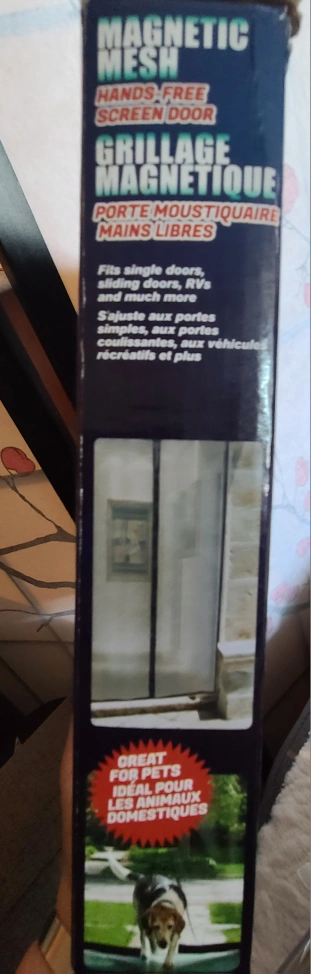 MAGNETIC
MESH
HANDS-FREE
SCREEN DOOR
GRILLAGE
MAGNETIQUE
PORTE MOUSTIQUAIRE
MAINS LIBRES
Fits single doors,
sliding doors, RVs
and much more
S'ajuste aux portes
simples, aux portes
coulissantes, aux véhicules
récréatifs et plus
GREAT
FOR PETS
IDÉAL POUR
LES ANIMAUX
DOMESTIQUES